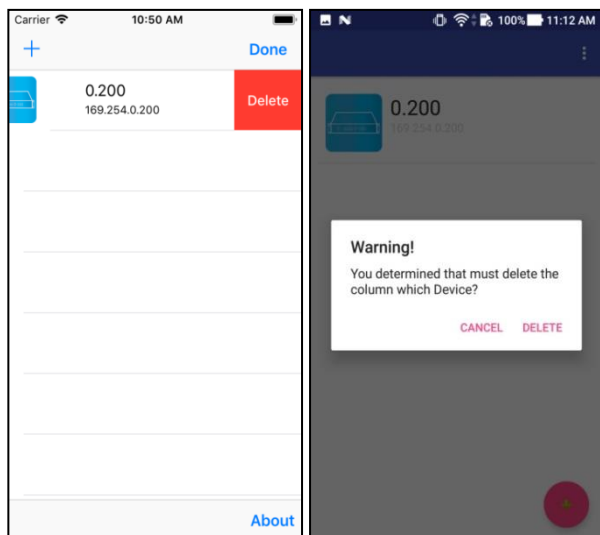 Carrier 10:50 AM
Done
0.200
169.254.0.200
Delete
About
100% 11:12 AM
0.200
169.254.0.200
Warning!
You determined that must delete the
column which Device?
CANCEL DELETE